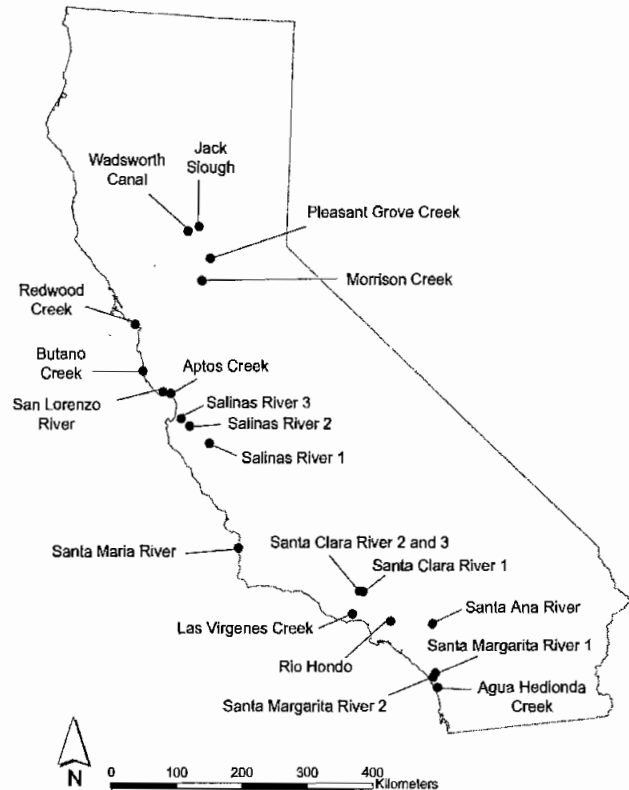 Jack
Slough
Wadsworth
Canal
Pleasant Grove Creek
Morrison Creek
Redwood
Creek
Butano
Creek
Aptos Creek
San Lorenzo
River
Salinas River 3
Salinas River 2
Salinas River 1
Santa Maria River
Santa Clara River 2 and 3
Santa Clara River 1
Las Virgenes Creek
Santa Ana River
Rio Hondo
Santa Margarita River 1
Santa Margarita River 2
Agua Hedionda
Creek
N
0 100 200 300 400
Kilometers